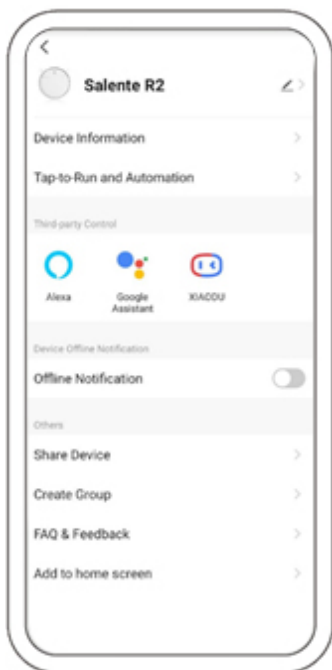 Salente R2
Device Information
Tap-to-Run and Automation
Third-party Control
Alexa
Google
Assistant
XIAODU
Device Offline Notification
Offline Notification
Others
Share Device
Create Group
FAQ & Feedback
Add to home screen